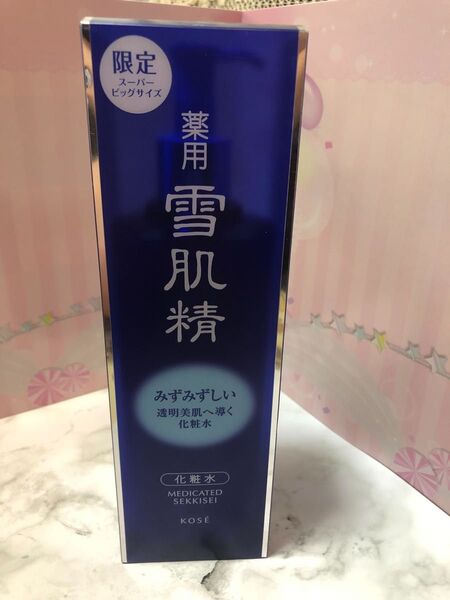 限定
スーパー
ビッグサイズ
薬用
雪肌精
みずみずしい
透明美肌へ導く
化粧水
化粧水
MEDICATED
SEKKISEI
KOSÉ